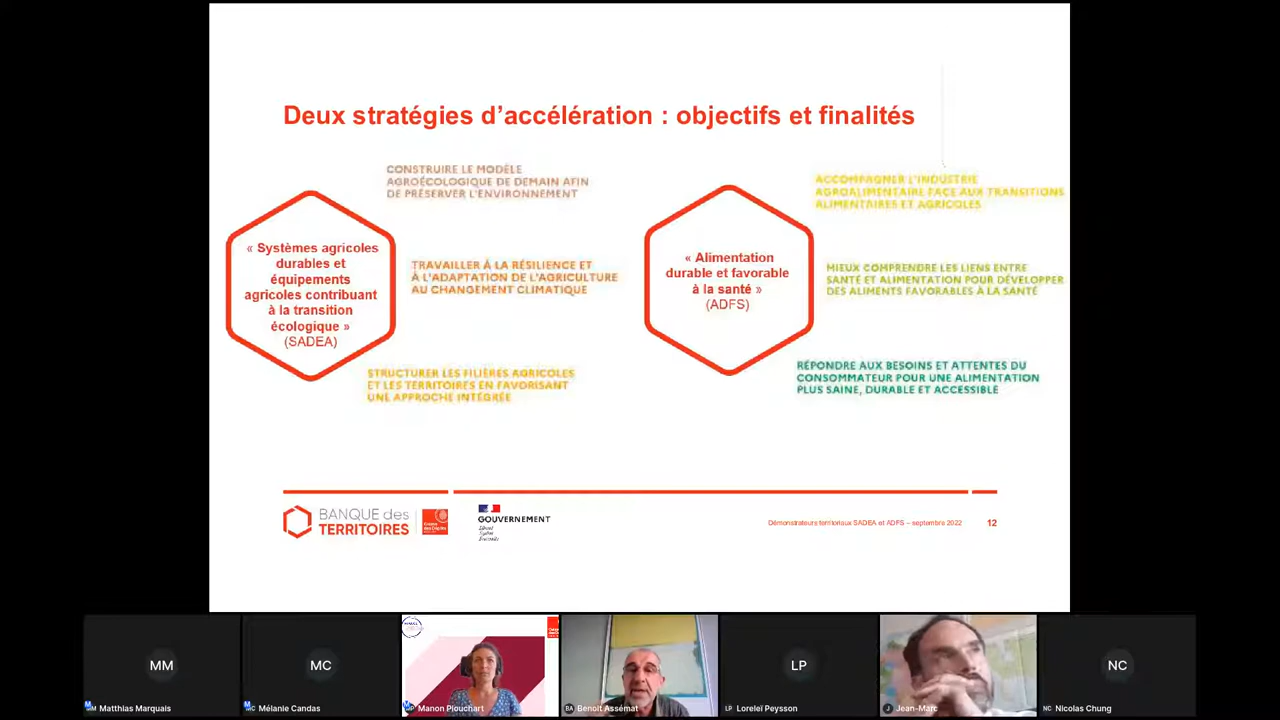 Deux stratégies d’accélération : objectifs et finalités
CONSTRUIRE LE MODÈLE
AGROÉCOLOGIQUE DE DEMAIN AFIN
DE PRÉSERVER L'ENVIRONNEMENT
« Systèmes agricoles
durables et
équipements
agricoles contribuant
à la transition
écologique »
(SADEA)
TRAVAILLER À LA RÉSILIENCE ET
À L'ADAPTATION DE L'AGRICULTURE
AU CHANGEMENT CLIMATIQUE
STRUCTURER LES FILIÈRES AGRICOLES
ET LES TERRITOIRES EN FAVORISANT
UNE APPROCHE INTÉGRÉE
ACCOMPAGNER L'INDUSTRIE
AGROALIMENTAIRE FACE AUX TRANSITIONS
ALIMENTAIRES ET AGRICOLES
« Alimentation
durable et favorable
à la santé »
(ADFS)
MIEUX COMPRENDRE LES LIENS ENTRE
SANTÉ ET ALIMENTATION POUR DÉVELOPPER
DES ALIMENTS FAVORABLES À LA SANTÉ
RÉPONDRE AUX BESOINS ET ATTENTES DU
CONSOMMATEUR POUR UNE ALIMENTATION
PLUS SAINE, DURABLE ET ACCESSIBLE
BANQUE des
TERRITOIRES
GOUVERNEMENT
Démonstrateurs territoriaux SADEA et ADFS – septembre 2022
12
MM
MC
LP
NC
MM Matthias Marquais
MC Mélanie Candas
Manon Plouchart
BA Benoit Assémat
LP Loreleï Peysson
J Jean-Marc
NC Nicolas Chung